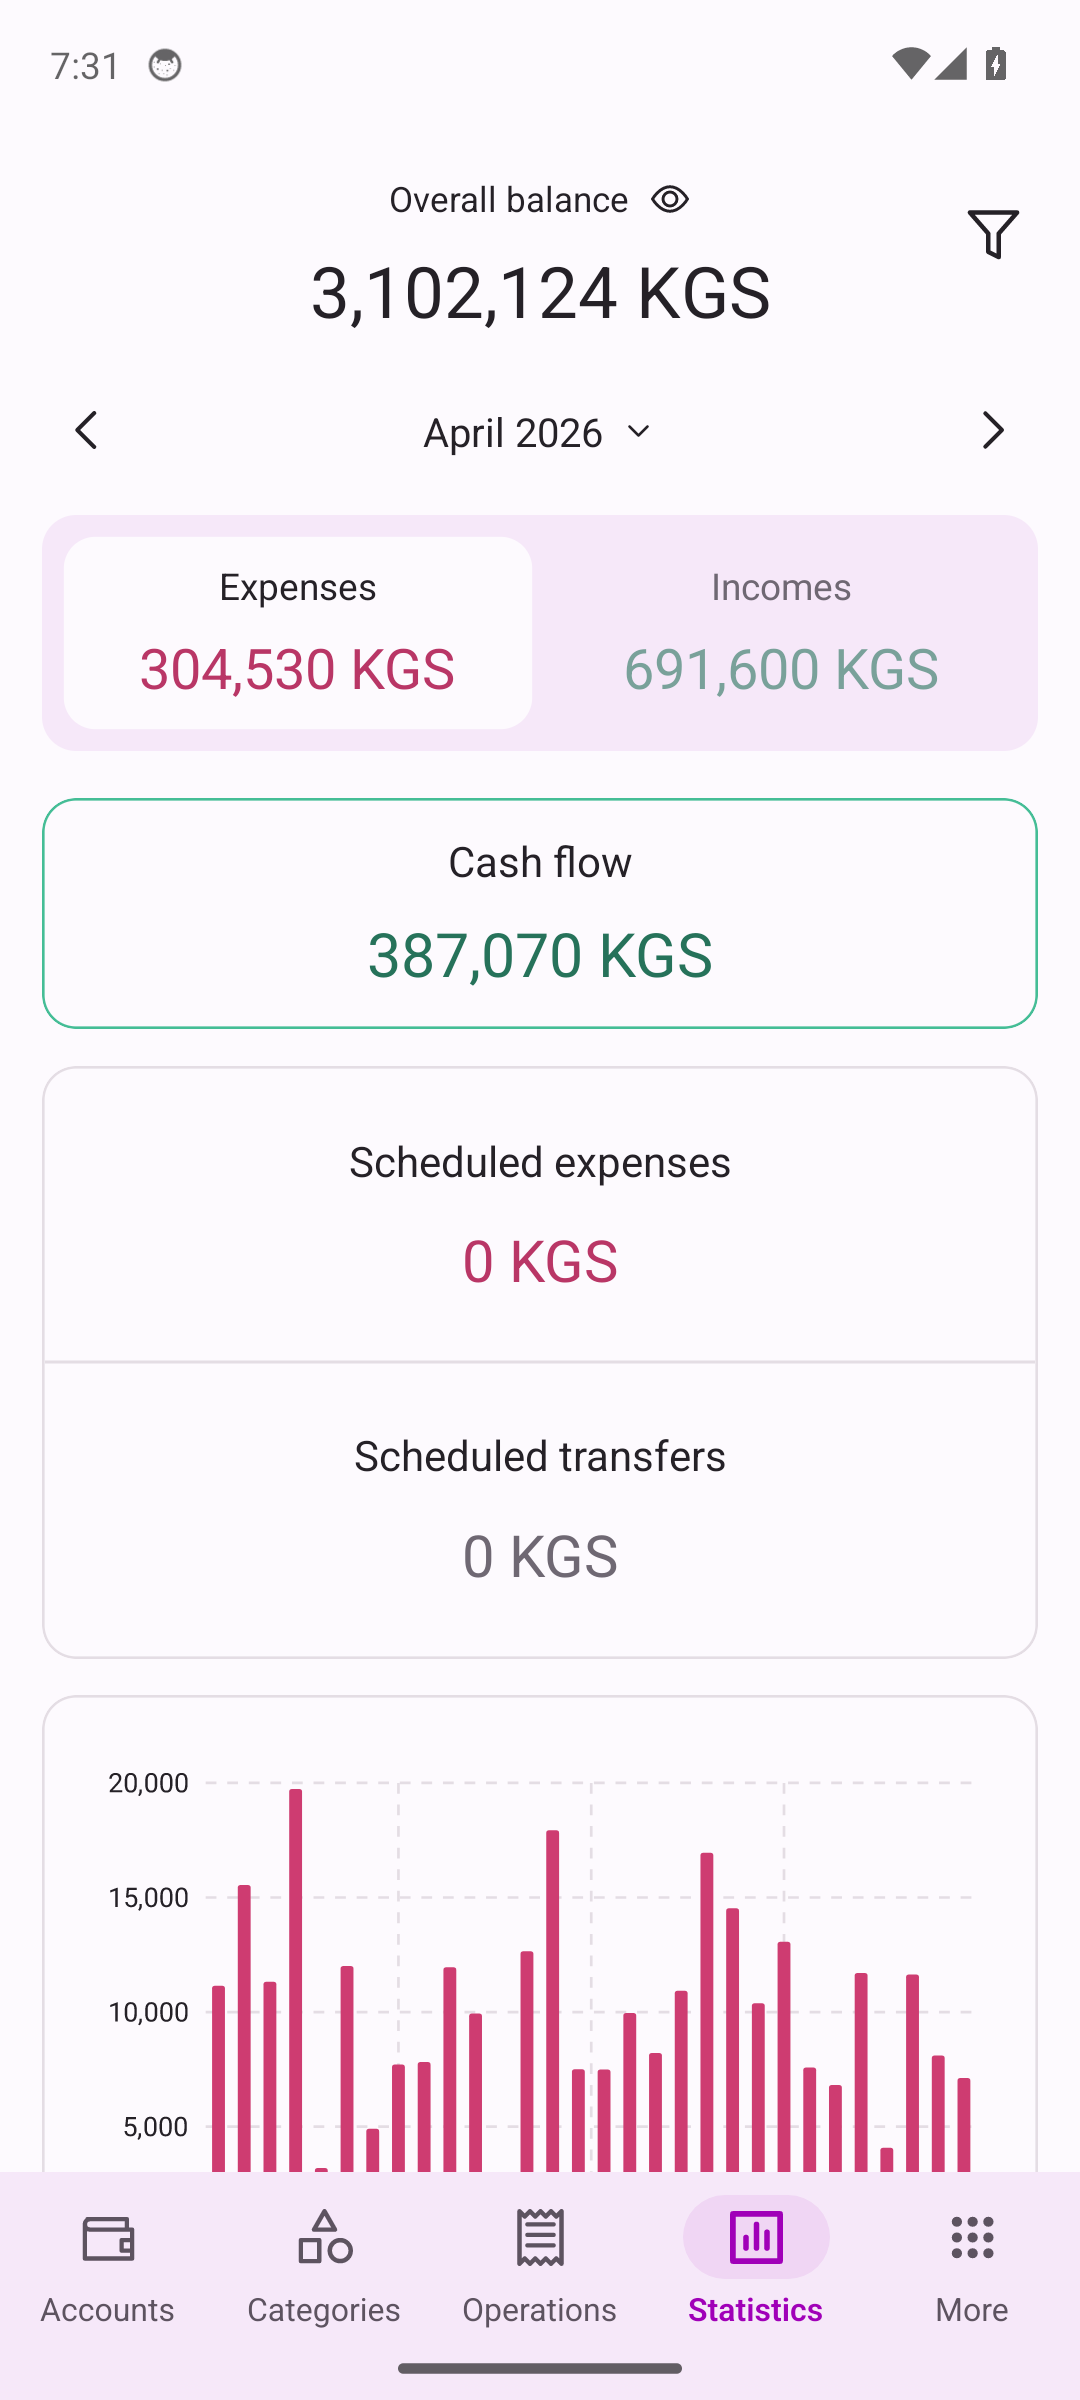 7:31
Overall balance
3,102,124 KGS
April 2026
Expenses
304,530 KGS
Incomes
691,600 KGS
Cash flow
387,070 KGS
Scheduled expenses
0 KGS
Scheduled transfers
0 KGS
20,000
15,000
10,000
5,000
Accounts
Categories
Operations
Statistics
More